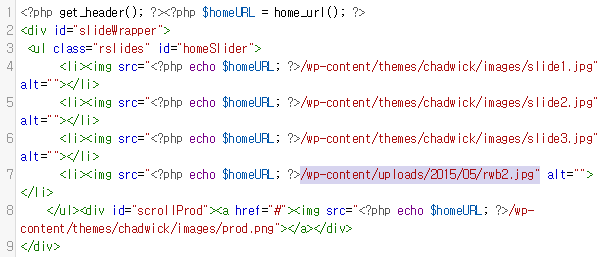 1 <?php get_header(); ?><?php $homeURL = home_url(); ?>
2 <div id="slideWrapper">
3 <ul class="rslides" id="homeSlider">
4 <li><img src="<?php echo $homeURL; ?>/wp-content/themes/chadwick/images/slide1.jpg"
alt=""></li>
5 <li><img src="<?php echo $homeURL; ?>/wp-content/themes/chadwick/images/slide2.jpg"
alt=""></li>
6 <li><img src="<?php echo $homeURL; ?>/wp-content/themes/chadwick/images/slide3.jpg"
alt=""></li>
7 <li><img src="<?php echo $homeURL; ?>/wp-content/uploads/2015/05/rwb2.jpg" alt="">
</li>
8 </ul><div id="scrollProd"><a href="#"><img src="<?php echo $homeURL; ?>/wp-
content/themes/chadwick/images/prod.png"></a></div>
9 </div>